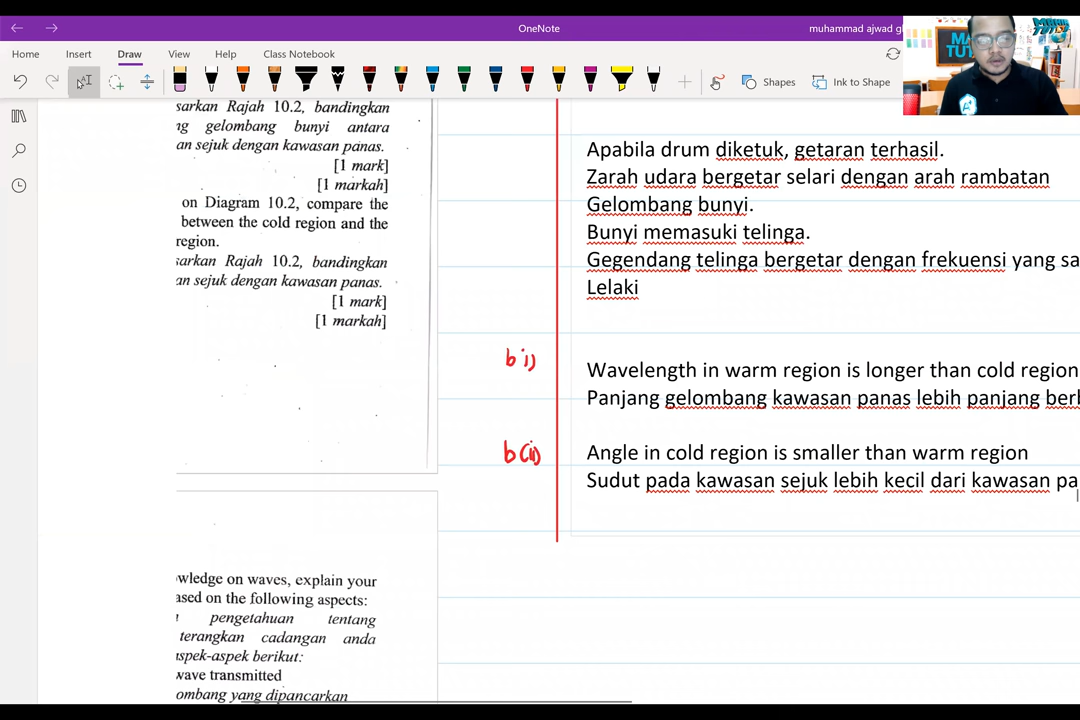 OneNote
muhammad ajwad
Home Insert Draw View Help Class Notebook
Shapes
Ink to Shape
sarkan Rajah 10.2, bandingkan
gelombang bunyi antara
an sejuk dengan kawasan panas.
[1 mark]
[1 markah]
on Diagram 10.2, compare the
between the cold region and the
region.
sarkan Rajah 10.2, bandingkan
an sejuk dengan kawasan panas.
[1 mark]
[1 markah]
wledge on waves, explain your
ased on the following aspects:
pengetahuan tentang
terangkan cadangan anda
aspek-aspek berikut:
wave transmitted
ombang yang dipancarkan
Apabila drum diketuk, getaran terhasil.
Zarah udara bergetar selari dengan arah rambatan
Gelombang bunyi.
Bunyi memasuki telinga.
Gegendang telinga bergetar dengan frekuensi yang sa
Lelaki
b i)
Wavelength in warm region is longer than cold region
Panjang gelombang kawasan panas lebih panjang berb
b(ii)
Angle in cold region is smaller than warm region
Sudut pada kawasan sejuk lebih kecil dari kawasan pa